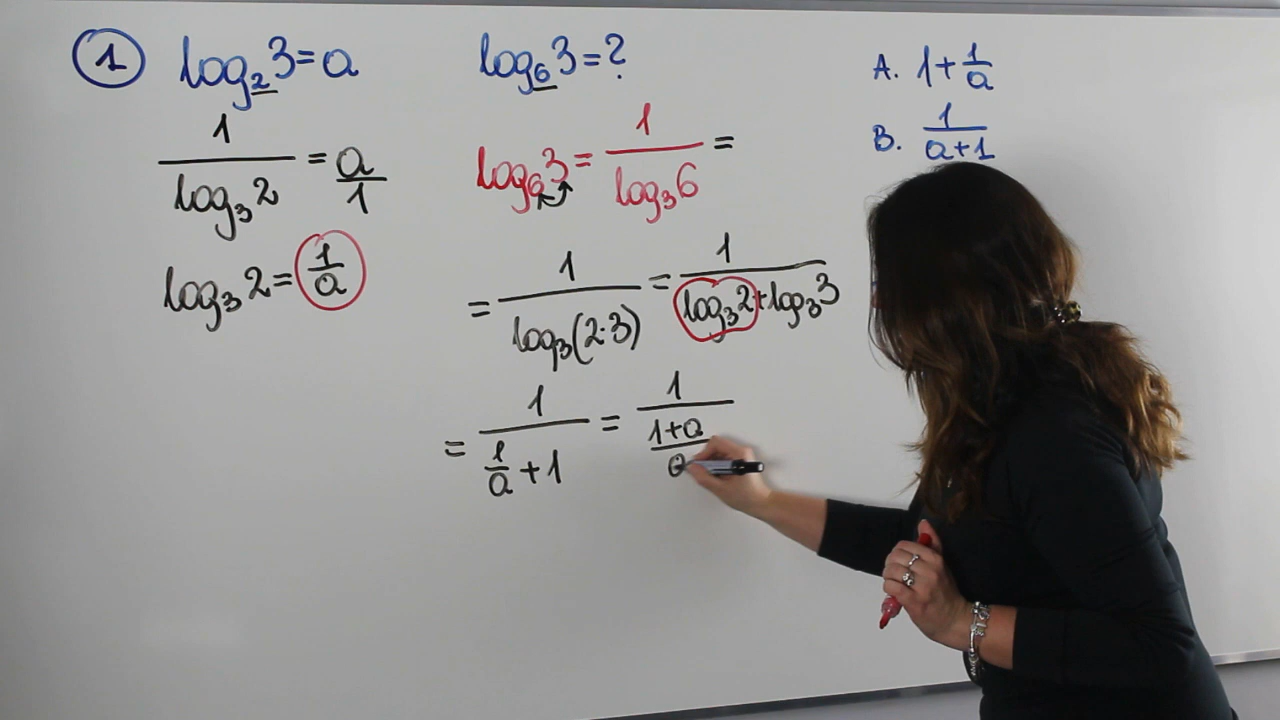 1 log₂3=a log₆3=? A. 1+1/a
B. 1/(a+1)
1/log₃2 = a/1 log₆3 = 1/log₃6 =
log₃2 = 1/a = 1/log₃(2·3) = 1/(log₃2+log₃3)
= 1/(1/a+1) = 1/((1+a)/a)